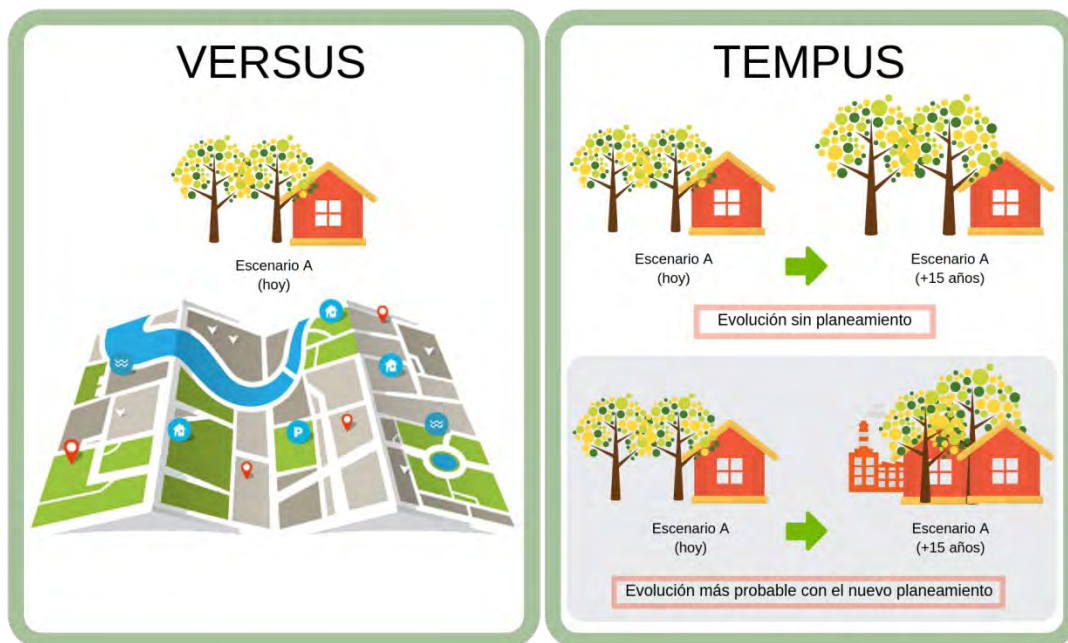 VERSUS
Escenario A
(hoy)
P
TEMPUS
Escenario A
(hoy)
Escenario A
(+15 años)
Evolución sin planeamiento
Escenario A
(hoy)
Escenario A
(+15 años)
Evolución más probable con el nuevo planeamiento